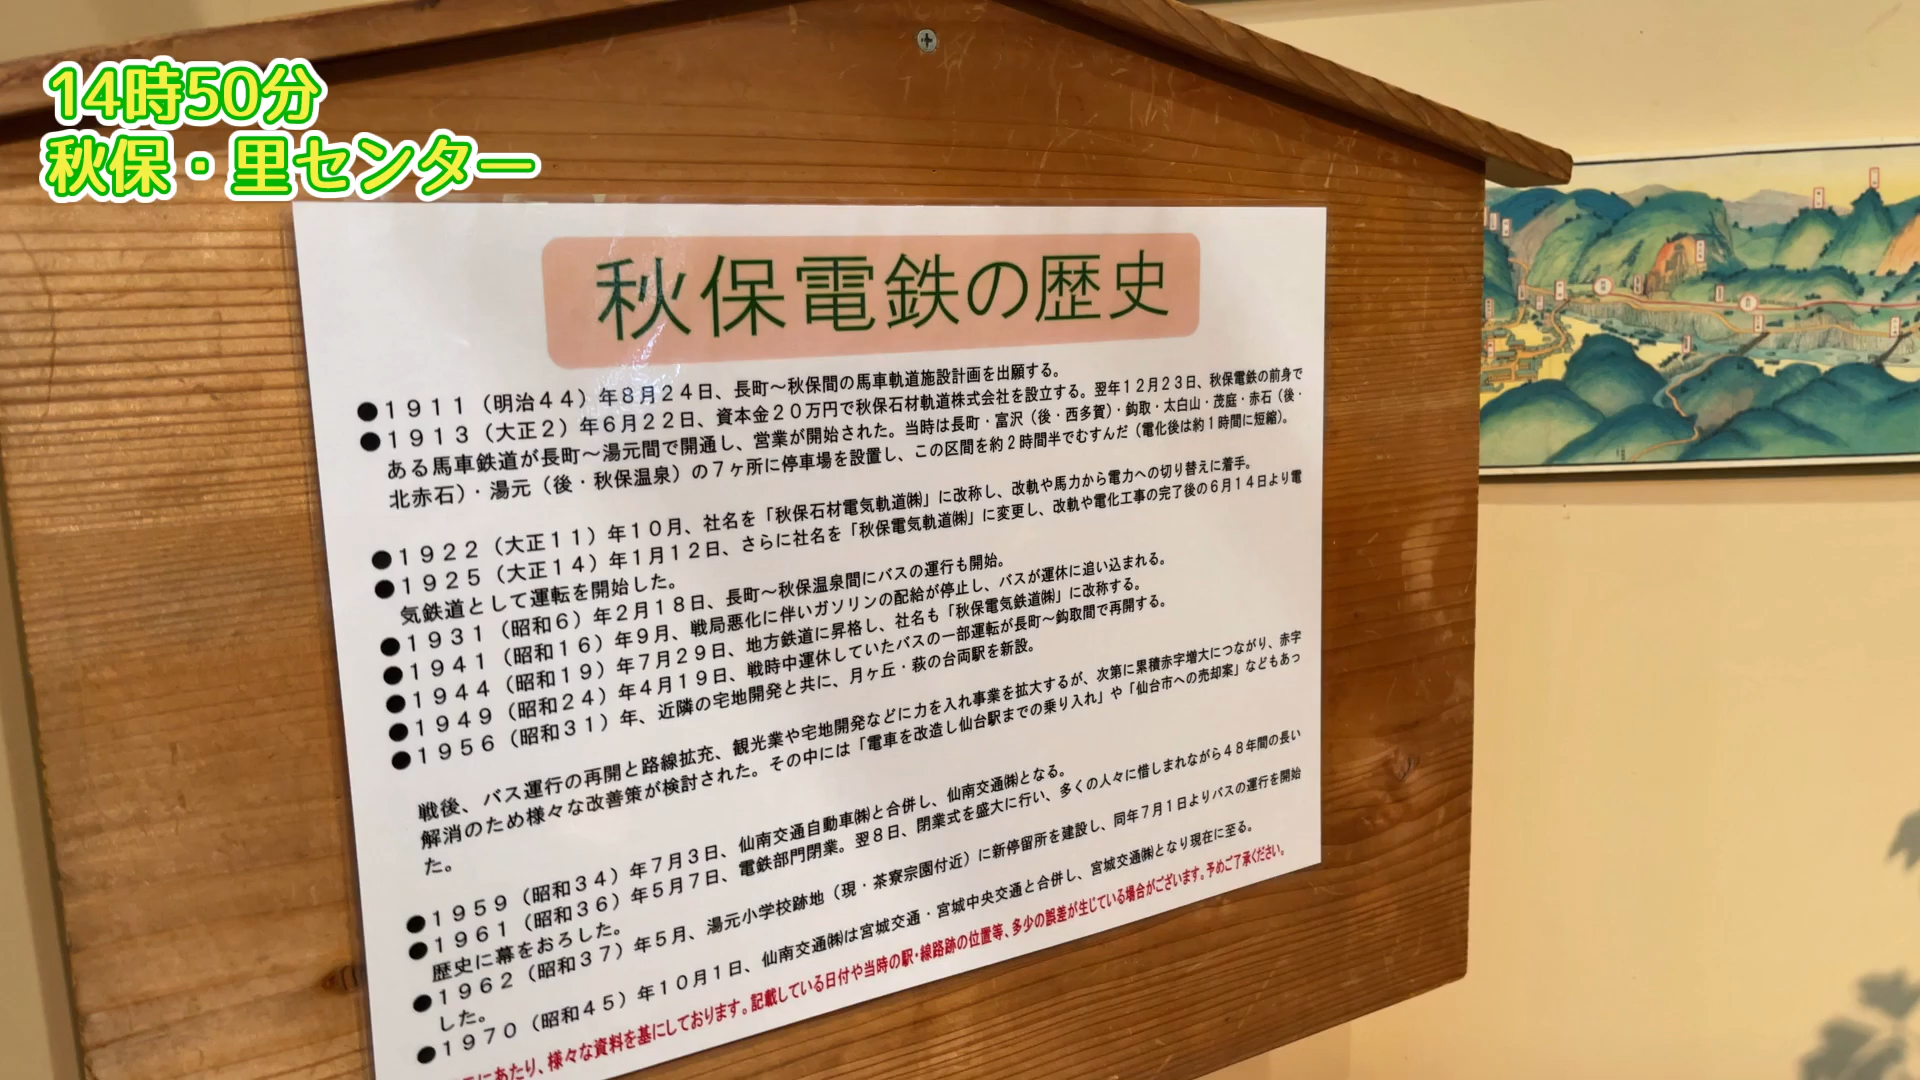 14時50分
秋保・里センター
秋保電鉄の歴史
●1911（明治44）年8月24日、長町～秋保間の馬車軌道施設計画を出願する。
●1913（大正2）年6月22日、資本金20万円で秋保石材軌道株式会社を設立する。翌年12月23日、秋保電鉄の前身で
ある馬車鉄道が長町～湯元間で開通し、営業が開始された。当時は長町・富沢（後・西多賀）・鈎取・太白山・茂庭・赤石（後・
北赤石）・湯元（後・秋保温泉）の7ヶ所に停車場を設置し、この区間を約2時間半でむすんだ（電化後は約1時間に短縮）。
●1922（大正11）年10月、社名を「秋保石材電気軌道㈱」に改称し、改軌や馬力から電力への切り替えに着手。
●1925（大正14）年1月12日、さらに社名を「秋保電気軌道㈱」に変更し、改軌や電化工事の完了後の6月14日より電
気鉄道として運転を開始した。
●1931（昭和6）年2月18日、長町～秋保温泉間にバスの運行も開始。
●1941（昭和16）年9月、戦局悪化に伴いガソリンの配給が停止し、バスが運休に追い込まれる。
●1944（昭和19）年7月29日、地方鉄道に昇格し、社名も「秋保電気鉄道㈱」に改称する。
●1949（昭和24）年4月19日、戦時中運休していたバスの一部運転が長町～鈎取間で再開する。
●1956（昭和31）年、近隣の宅地開発と共に、月ヶ丘・萩の台両駅を新設。
戦後、バス運行の再開と路線拡充、観光業や宅地開発などに力を入れ事業を拡大するが、次第に累積赤字増大につながり、赤字
解消のため様々な改善策が検討された。その中には「電車を改造し仙台駅までの乗り入れ」や「仙台市への売却案」などもあっ
た。
●1959（昭和34）年7月3日、仙南交通自動車㈱と合併し、仙南交通㈱となる。
●1961（昭和36）年5月7日、電鉄部門閉業。翌8日、閉業式を盛大に行い、多くの人々に惜しまれながら48年間の長い
歴史に幕をおろした。
●1962（昭和37）年5月、湯元小学校跡地（現・茶寮宗園付近）に新停留所を建設し、同年7月1日よりバスの運行を開始
した。
●1970（昭和45）年10月1日、仙南交通㈱は宮城交通・宮城中央交通と合併し、宮城交通㈱となり現在に至る。
にあたり、様々な資料を基にしております。記載している日付や当時の駅・線路跡の位置等、多少の誤差が生じている場合がございます。予めご了承ください。